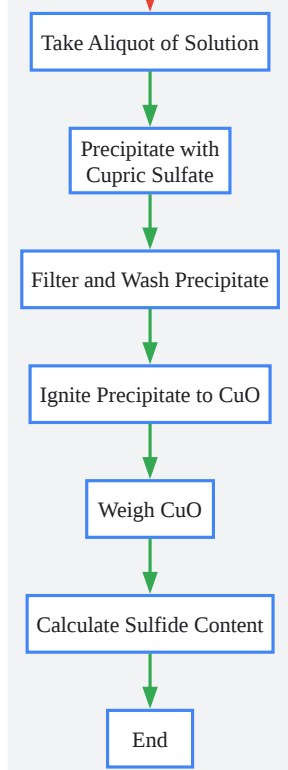 Take Aliquot of Solution
Precipitate with
Cupric Sulfate
Filter and Wash Precipitate
Ignite Precipitate to CuO
Weigh CuO
Calculate Sulfide Content
End